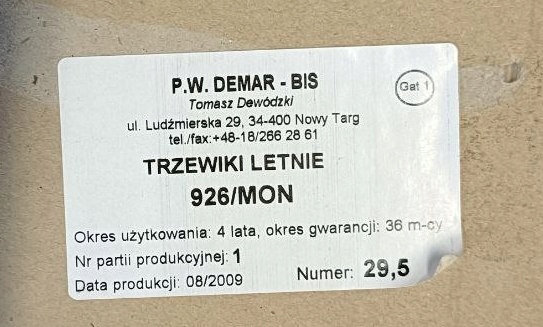 P.W. DEMAR - BIS
Gat 1
Tomasz Dewódzki
ul. Ludźmierska 29, 34-400 Nowy Targ
tel./fax:+48-18/266 28 61
TRZEWIKI LETNIE
926/MON
Okres użytkowania: 4 lata, okres gwarancji: 36 m-cy
Nr partii produkcyjnej: 1
Data produkcji: 08/2009
Numer: 29,5